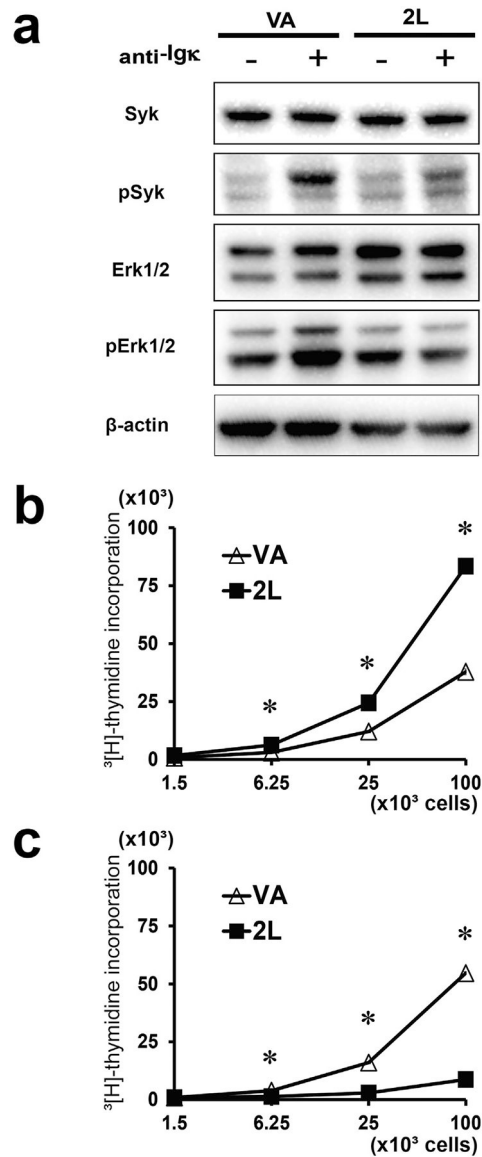 a
VA 2L
anti-Igκ - + - +
Syk
pSyk
Erk1/2
pErk1/2
β-actin
b
(x10³)
³[H]-thymidine incorporation
100
75
50
25
0
VA
2L
*
*
*
1.5 6.25 25 100
(x10³ cells)
c
(x10³)
³[H]-thymidine incorporation
100
75
50
25
0
VA
2L
*
*
*
1.5 6.25 25 100
(x10³ cells)